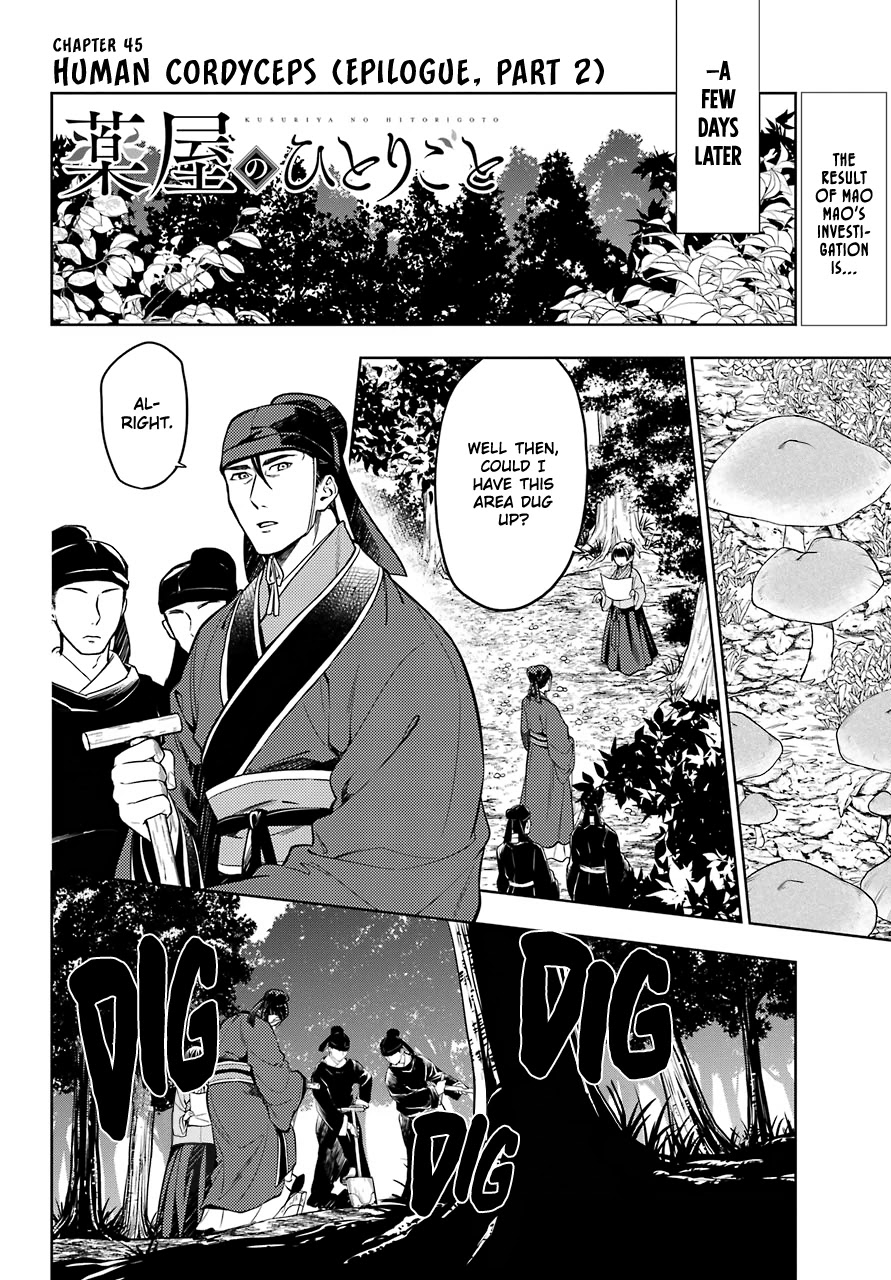 CHAPTER 45
HUMAN CORDYCEPS (EPILOGUE, PART 2)
THE
RESULT
OF MAO
MAO'S
INVESTI-
GATION
IS...
–A
FEW
DAYS
LATER
KUSURIYA NO HITORIGOTO
薬屋のひとりごと
WELL THEN,
COULD I
HAVE THIS
AREA DUG
UP?
AL-
RIGHT.
DIG
DIG
DIG